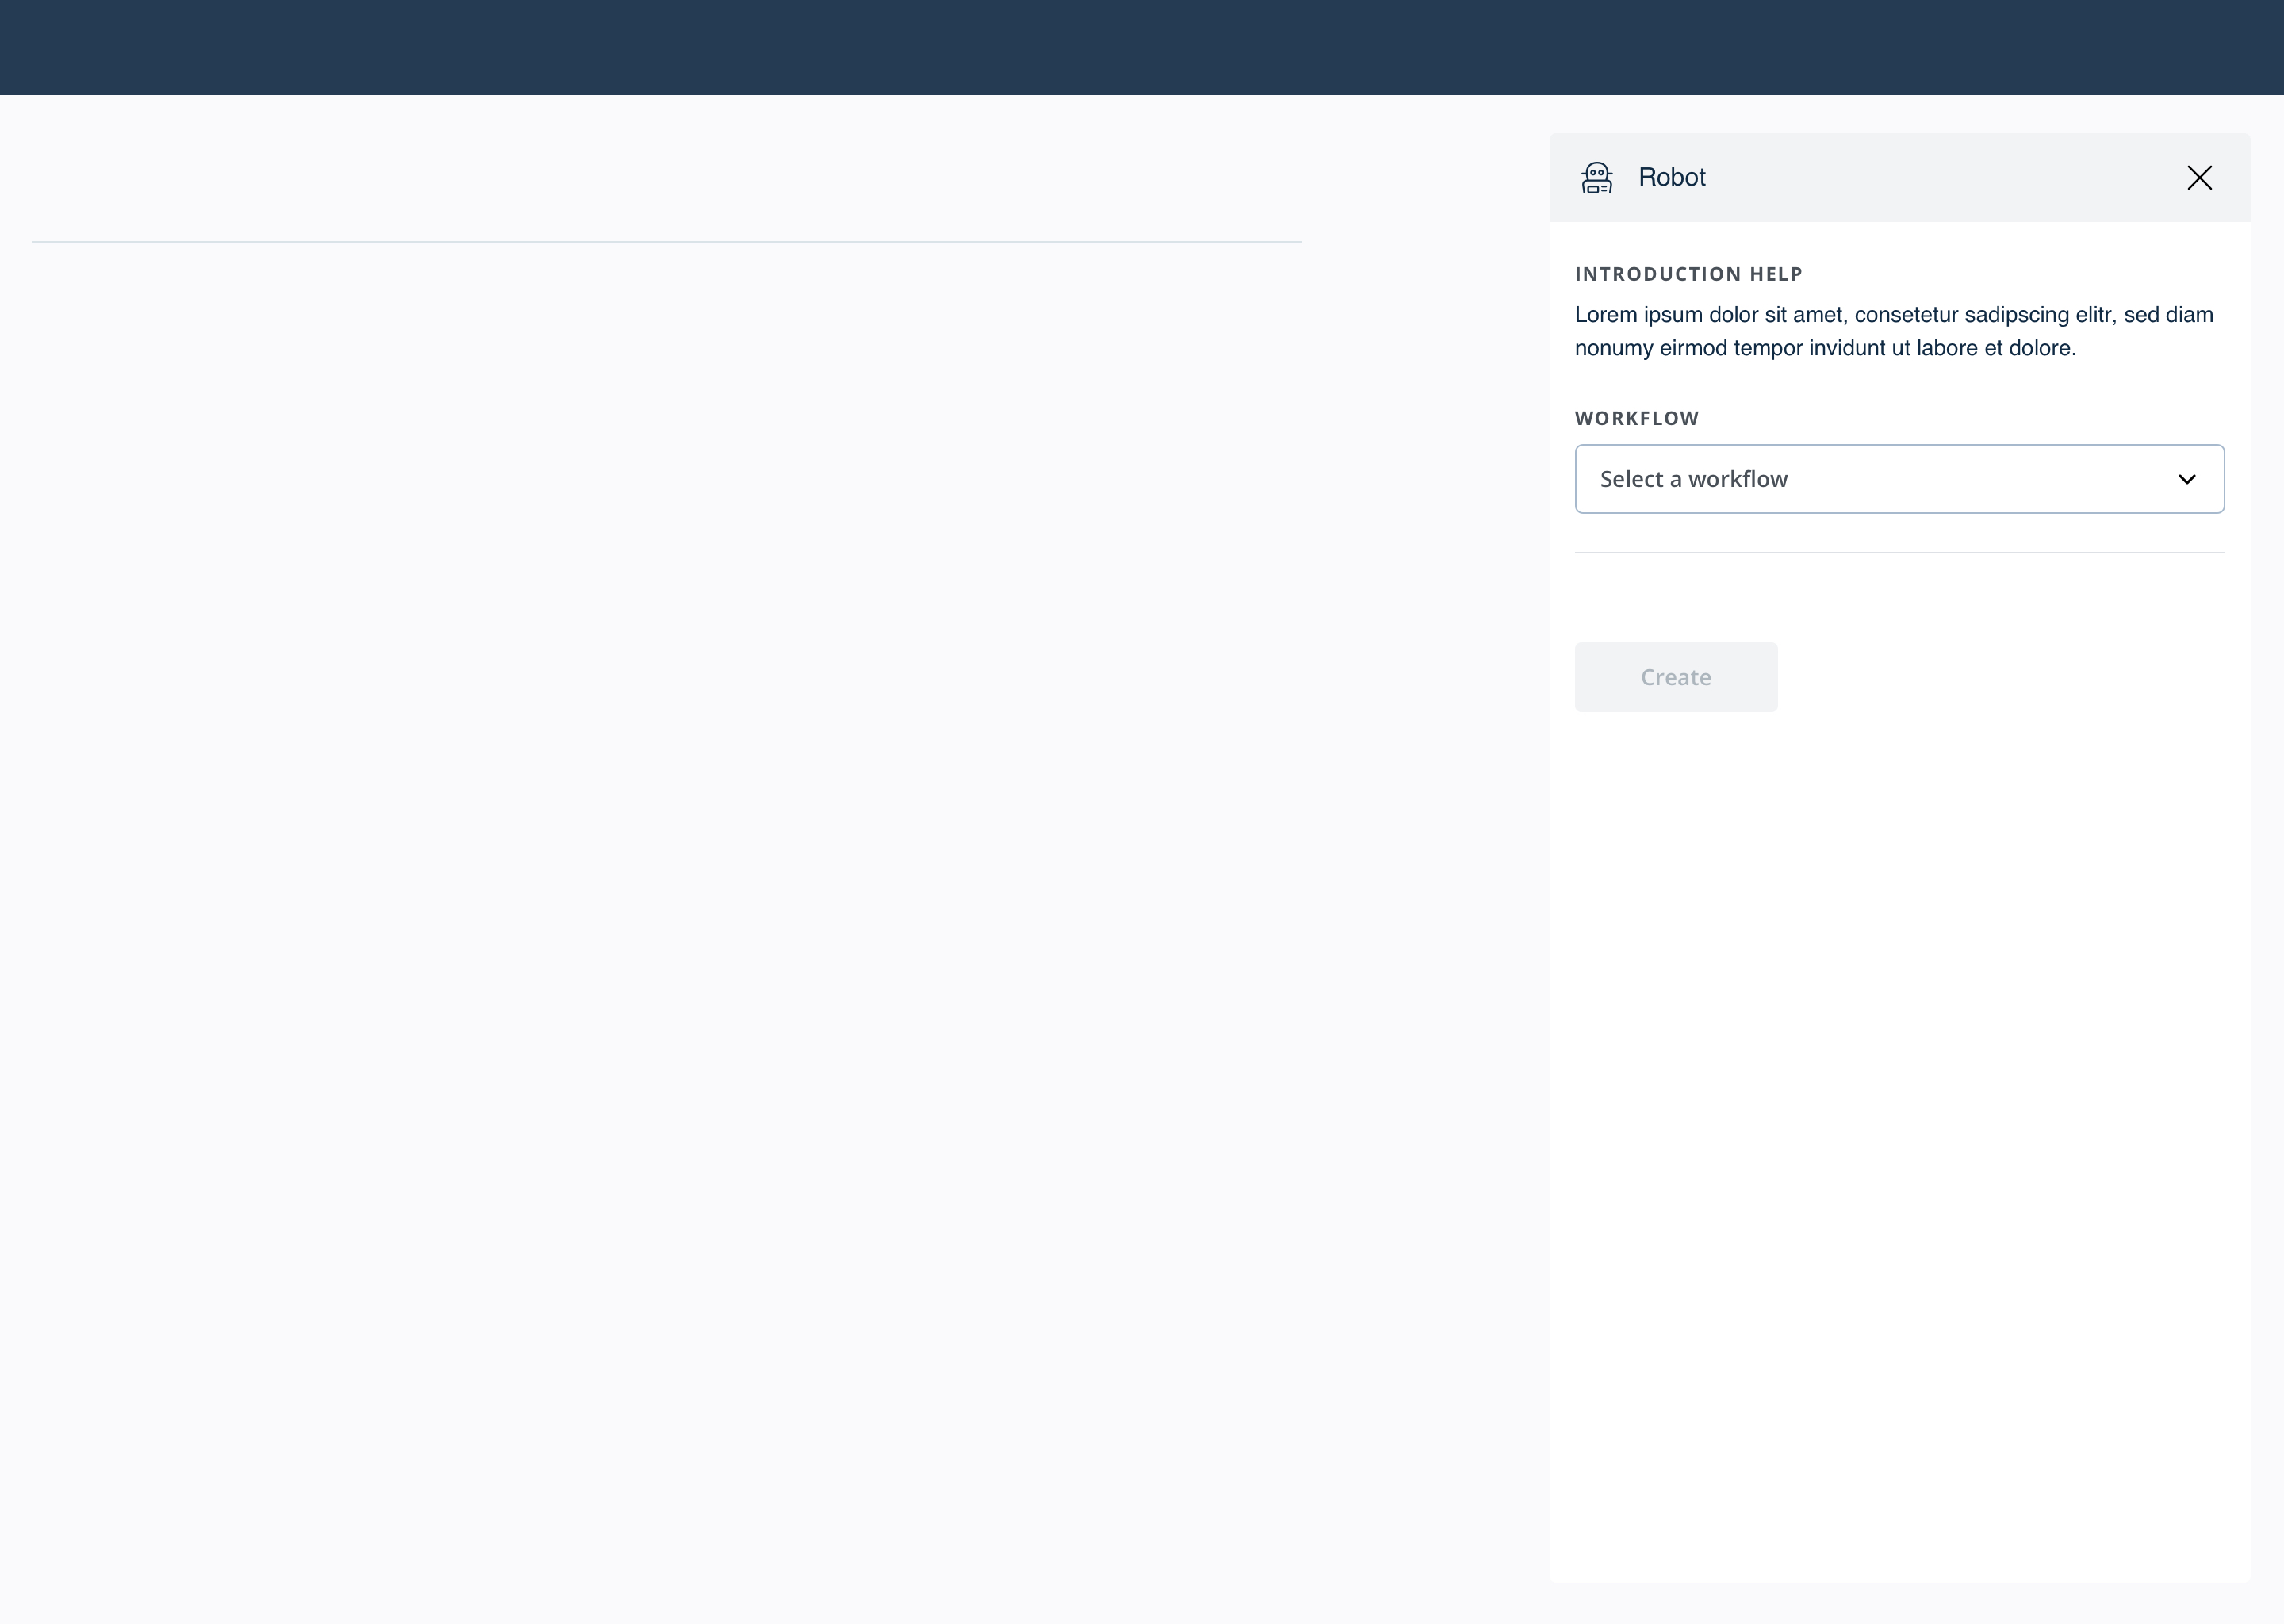 Robot
INTRODUCTION HELP
Lorem ipsum dolor sit amet, consetetur sadipscing elitr, sed diam
nonumy eirmod tempor invidunt ut labore et dolore.
WORKFLOW
Select a workflow
Create